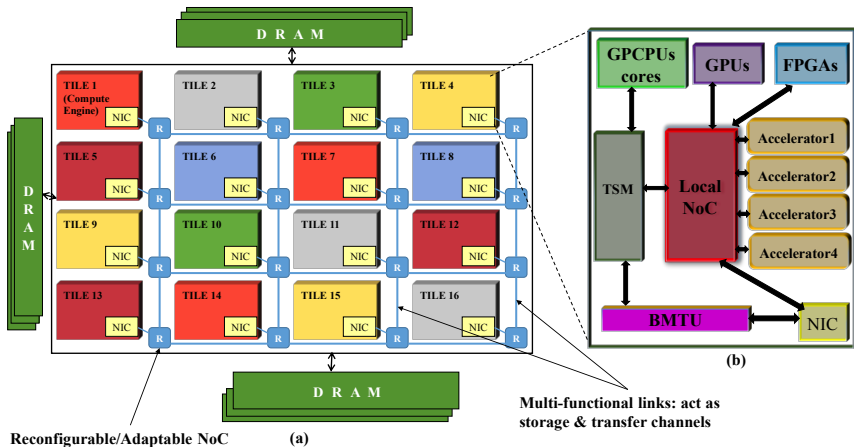 D R A M
TILE 1
(Compute
Engine)
NIC
R
TILE 2
NIC
R
TILE 3
NIC
R
TILE 4
NIC
R
TILE 5
NIC
R
TILE 6
NIC
R
TILE 7
NIC
R
TILE 8
NIC
R
D R A M
TILE 9
NIC
R
TILE 10
NIC
R
TILE 11
NIC
R
TILE 12
NIC
R
TILE 13
NIC
R
TILE 14
NIC
R
TILE 15
NIC
R
TILE 16
NIC
R
D R A M
Reconfigurable/Adaptable NoC
(a)
Multi-functional links: act as
storage & transfer channels
GPCPUs
cores
GPUs
FPGAs
TSM
Local
NoC
Accelerator1
Accelerator2
Accelerator3
Accelerator4
BMTU
NIC
(b)